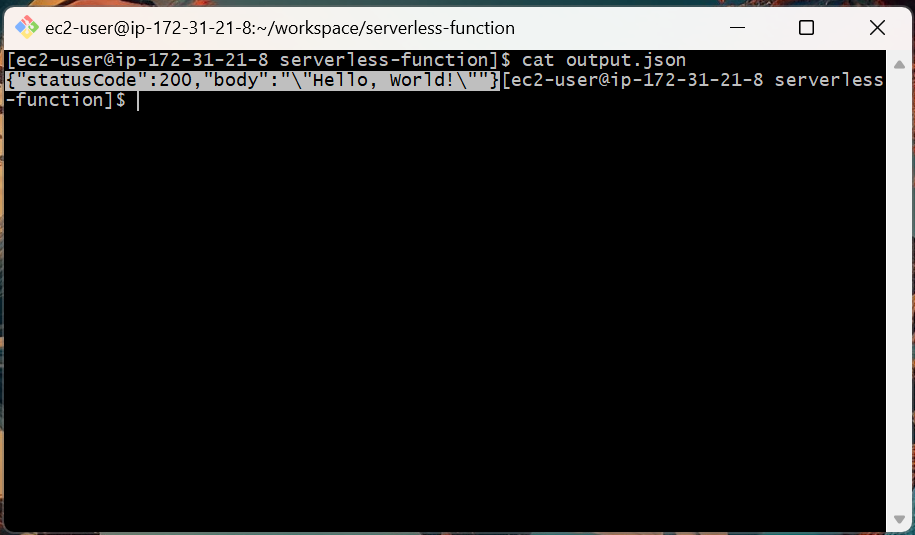 ec2-user@ip-172-31-21-8:~/workspace/serverless-function
[ec2-user@ip-172-31-21-8 serverless-function]$ cat output.json
{"statusCode":200,"body":"\"Hello, World!\""}[ec2-user@ip-172-31-21-8 serverless
-function]$